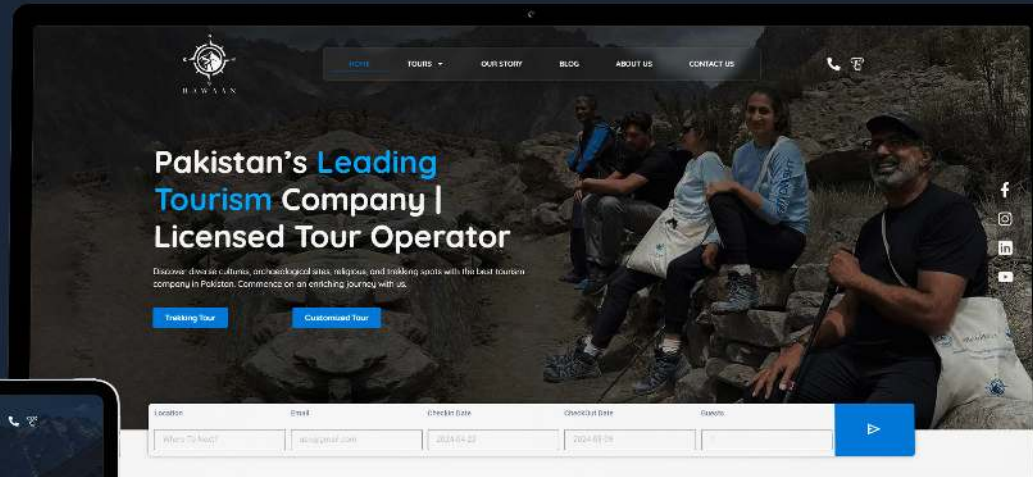 HAWAAN
HOME TOURS OUR STORY BLOG ABOUT US CONTACT US
Pakistan's Leading
Tourism Company |
Licensed Tour Operator
Discover diverse cultures, archaeological sites, religious, and trekking spots with the best tourism
company in Pakistan. Commence on an enriching journey with us.
Trekking Tour Customized Tour
Location Email Checkin Date CheckOut Date Guests
Where To Next?